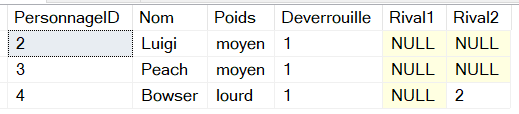 PersonnageID Nom Poids Deverrouille Rival1 Rival2
2 Luigi moyen 1 NULL NULL
3 Peach moyen 1 NULL NULL
4 Bowser lourd 1 NULL 2